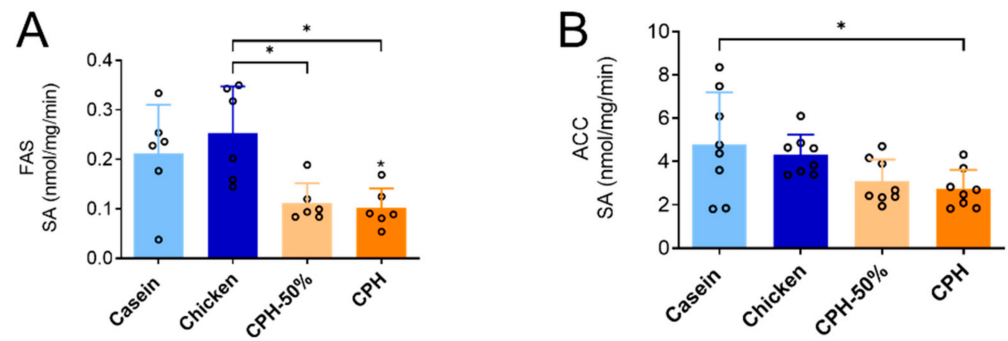 A
FAS
SA (nmol/mg/min)
0.4
0.3
0.2
0.1
0.0
*
*
*
Casein
Chicken
CPH-50%
CPH
B
ACC
SA (nmol/mg/min)
10
8
6
4
2
0
*
Casein
Chicken
CPH-50%
CPH